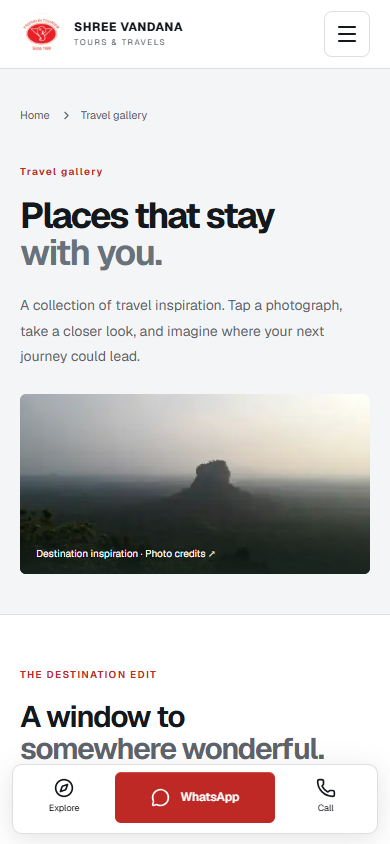 SHREE VANDANA
TOURS & TRAVELS
Home > Travel gallery
Travel gallery
Places that stay
with you.
A collection of travel inspiration. Tap a photograph,
take a closer look, and imagine where your next
journey could lead.
Destination inspiration · Photo credits ↗
THE DESTINATION EDIT
A window to
somewhere wonderful.
Explore
WhatsApp
Call